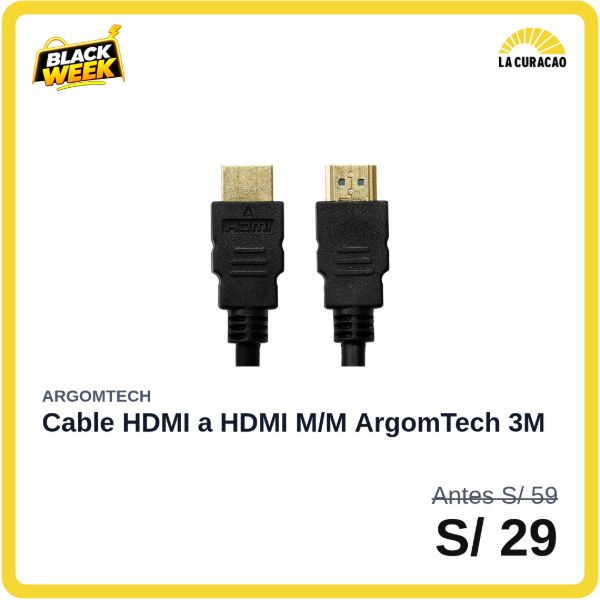 BLACK
WEEK
LA CURACAO
HDMI
ARGOMTECH
Cable HDMI a HDMI M/M ArgomTech 3M
Antes S/ 59
S/ 29